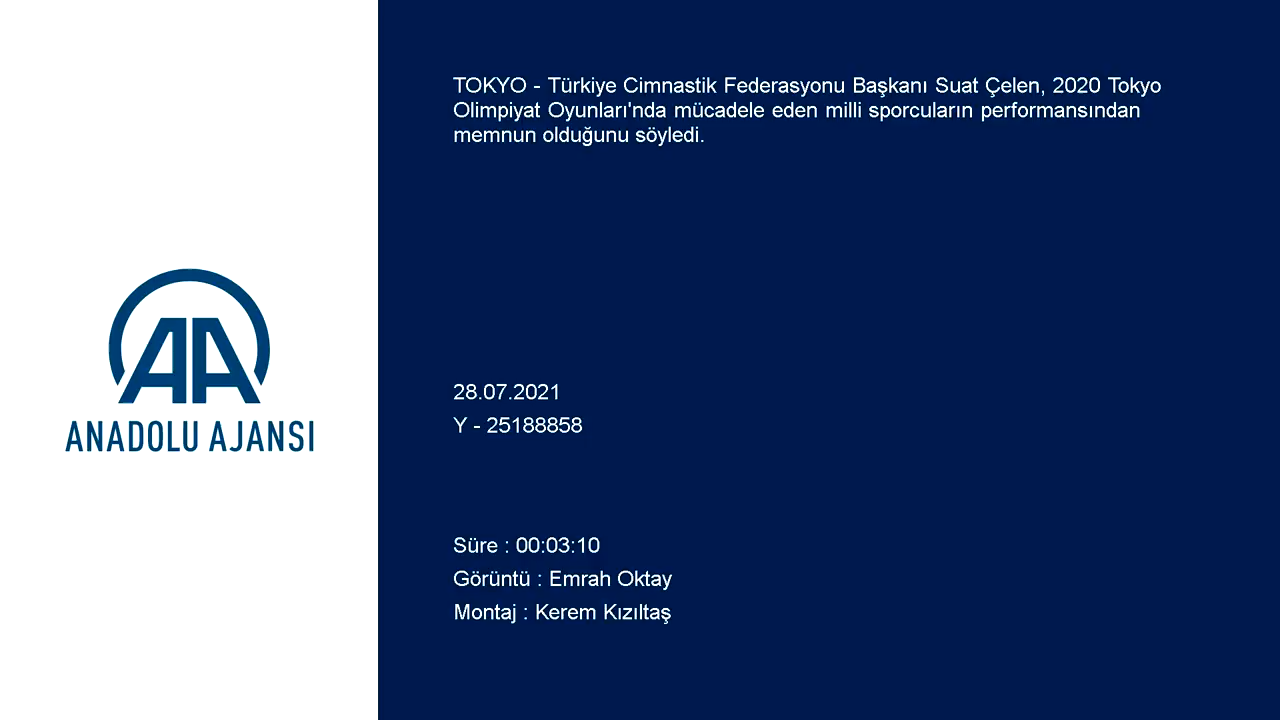 TOKYO - Türkiye Cimnastik Federasyonu Başkanı Suat Çelen, 2020 Tokyo
Olimpiyat Oyunları'nda mücadele eden milli sporcuların performansından
memnun olduğunu söyledi.
AA
ANADOLU AJANSI
28.07.2021
Y - 25188858
Süre : 00:03:10
Görüntü : Emrah Oktay
Montaj : Kerem Kızıltaş